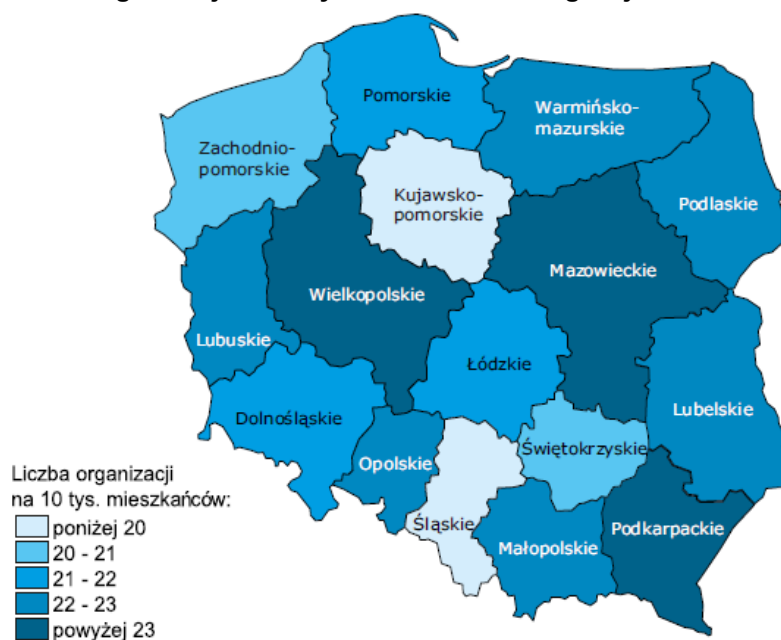 Pomorskie
Warmińsko-
mazurskie
Zachodnio-
pomorskie
Kujawsko-
pomorskie
Podlaskie
Mazowieckie
Wielkopolskie
Lubuskie
Łódzkie
Dolnośląskie
Lubelskie
Świętokrzyskie
Opolskie
Śląskie
Małopolskie
Podkarpackie
Liczba organizacji
na 10 tys. mieszkańców:
poniżej 20
20 - 21
21 - 22
22 - 23
powyżej 23